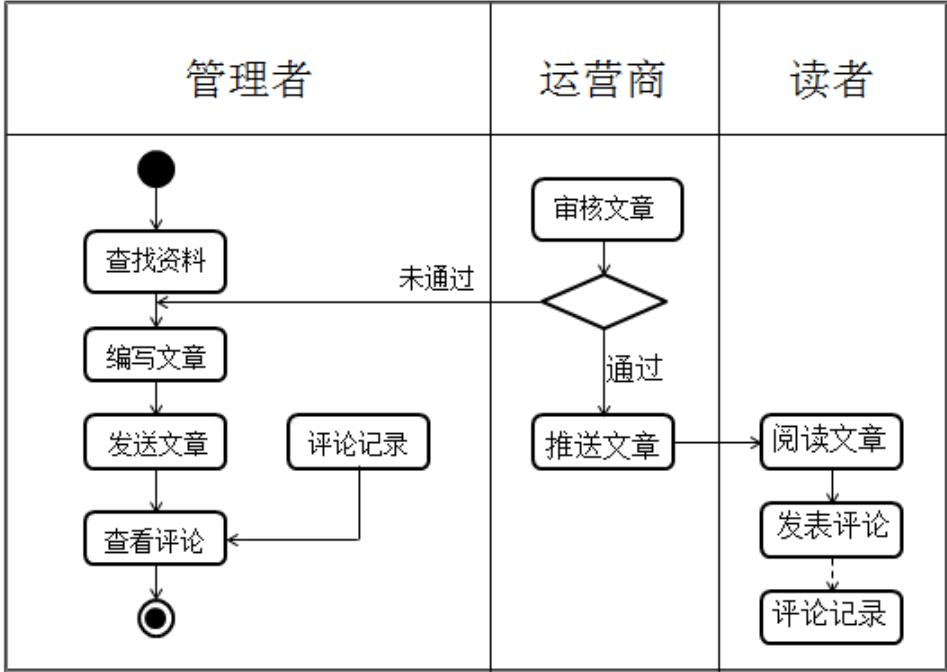 管理者
运营商
读者
审核文章
查找资料
未通过
编写文章
通过
发送文章
评论记录
推送文章
阅读文章
查看评论
发表评论
评论记录